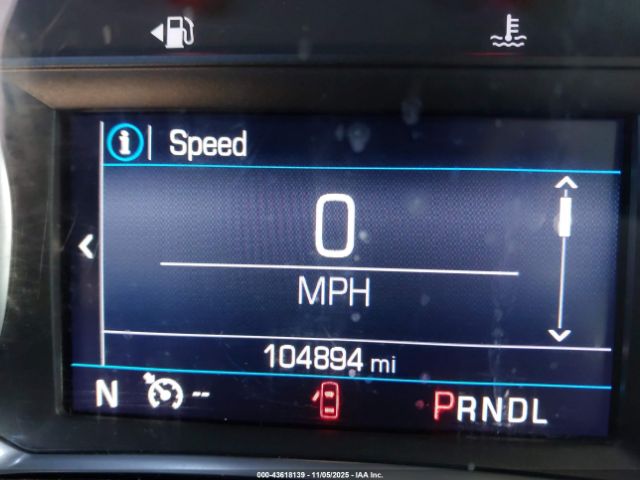 Speed
0
MPH
104894 mi
N -- PRNDL
000-43618139 - 11/05/2025 - IAA Inc.